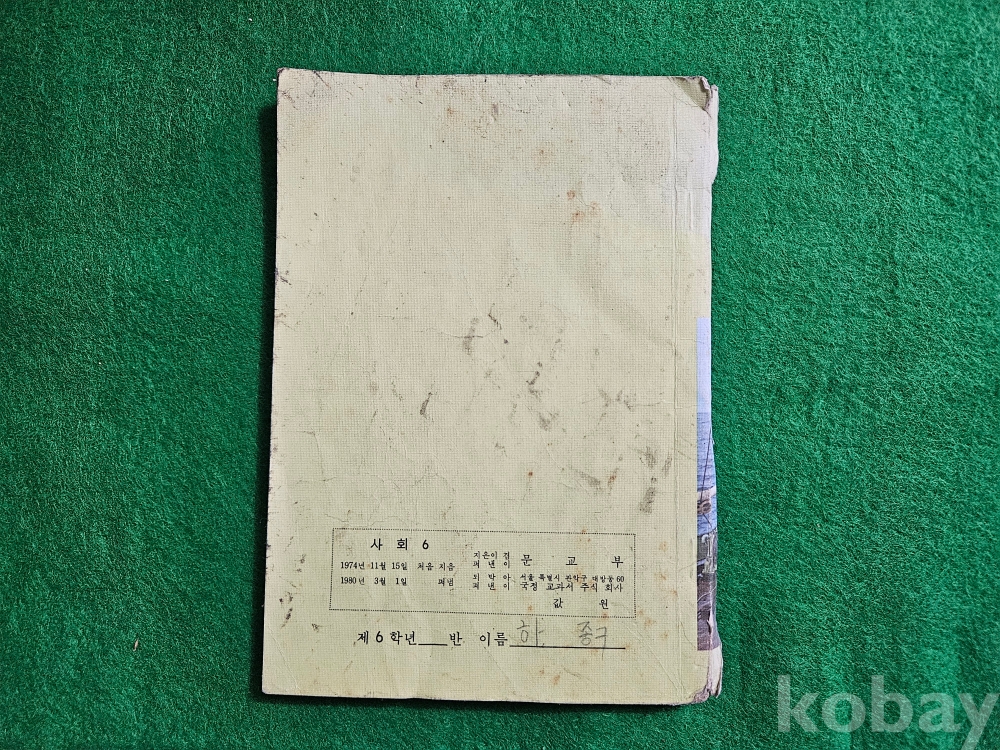 사 회 6
1974년 11월 15일 처음 지음
1980년 3월 1일 펴냄
지은이 겸 펴 낸 이 문 교 부
되 박 아 펴 낸 이 서울 특별시 관악구 대방동 60 국정 교과서 주식 회사
값 원
제 6 학년 반 이름 하 종구
kobay